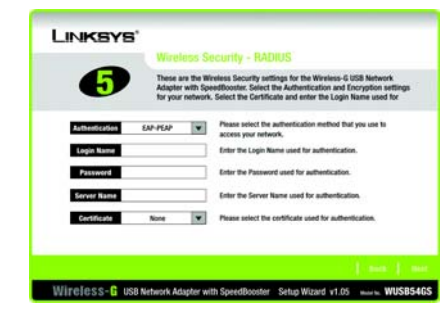 LINKSYS®
Wireless Security - RADIUS
5
These are the Wireless Security settings for the Wireless-G USB Network
Adapter with SpeedBooster. Select the Authentication and Encryption settings
for your network. Select the Certificate and enter the Login Name used for
Authentication EAP-PEAP Please select the authentication method that you use to
access your network.
Login Name Enter the Login Name used for authentication.
Password Enter the Password used for authentication.
Server Name Enter the Server Name used for authentication.
Certificate None Please select the certificate used for authentication.
Back Next
Wireless-G USB Network Adapter with SpeedBooster Setup Wizard v1.05 Model No. WUSB54GS